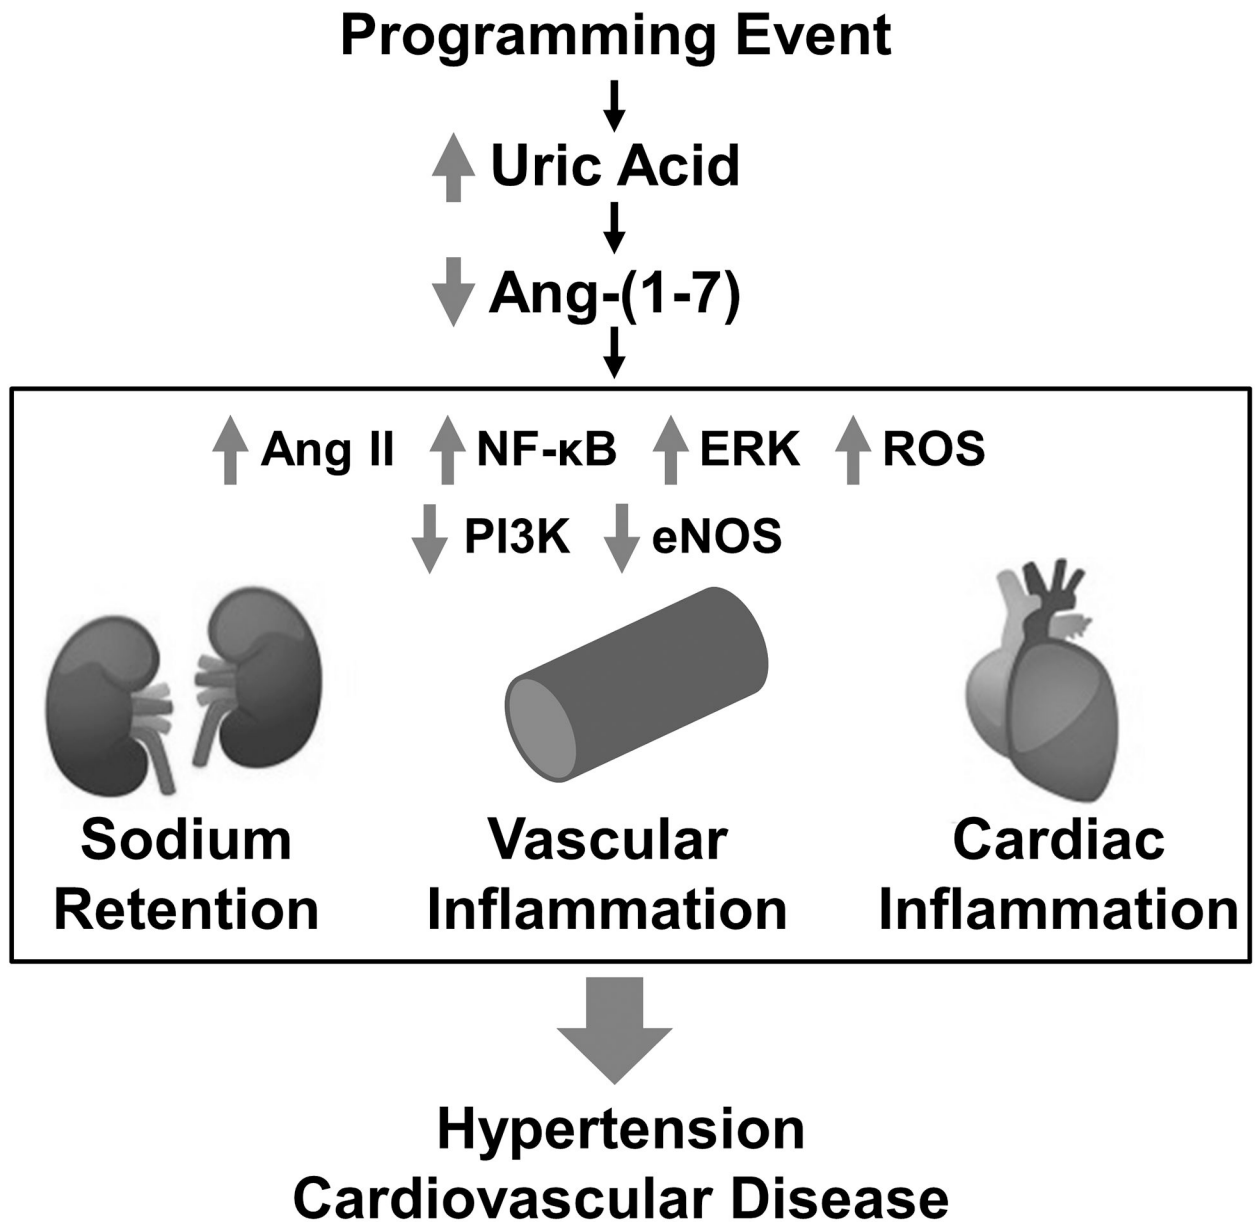 Programming Event
Uric Acid
Ang-(1-7)
Ang II NF-κB ERK ROS
PI3K eNOS
Sodium Vascular Cardiac
Retention Inflammation Inflammation
Hypertension
Cardiovascular Disease